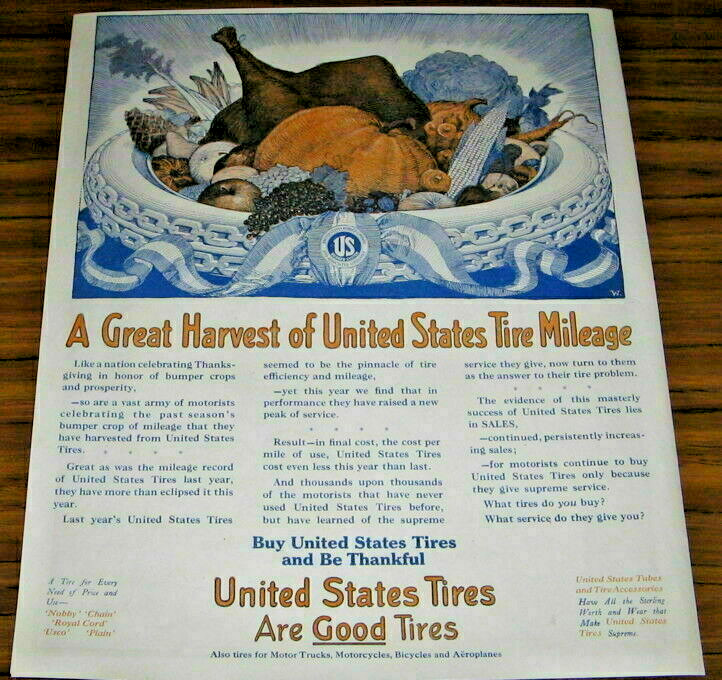 US
W.
A Great Harvest of United States Tire Mileage
Like a nation celebrating Thanks-
giving in honor of bumper crops
and prosperity,
—so are a vast army of motorists
celebrating the past season's
bumper crop of mileage that they
have harvested from United States
Tires.
Great as was the mileage record
of United States Tires last year,
they have more than eclipsed it this
year.
Last year's United States Tires
seemed to be the pinnacle of tire
efficiency and mileage,
—yet this year we find that in
performance they have raised a new
peak of service.
Result—in final cost, the cost per
mile of use, United States Tires
cost even less this year than last.
And thousands upon thousands
of the motorists that have never
used United States Tires before,
but have learned of the supreme
service they give, now turn to them
as the answer to their tire problem.
The evidence of this masterly
success of United States Tires lies
in SALES,
—continued, persistently increas-
ing sales;
—for motorists continue to buy
United States Tires only because
they give supreme service.
What tires do you buy?
What service do they give you?
Buy United States Tires
and Be Thankful
A Tire for Every
Need of Price and
Use—
'Nobby' 'Chain'
'Royal Cord'
'Usco' 'Plain'
United States Tires
Are Good Tires
United States Tubes
and Tire Accessories
Have All the Sterling
Worth and Wear that
Make United States
Tires Supreme.
Also tires for Motor Trucks, Motorcycles, Bicycles and Aëroplanes